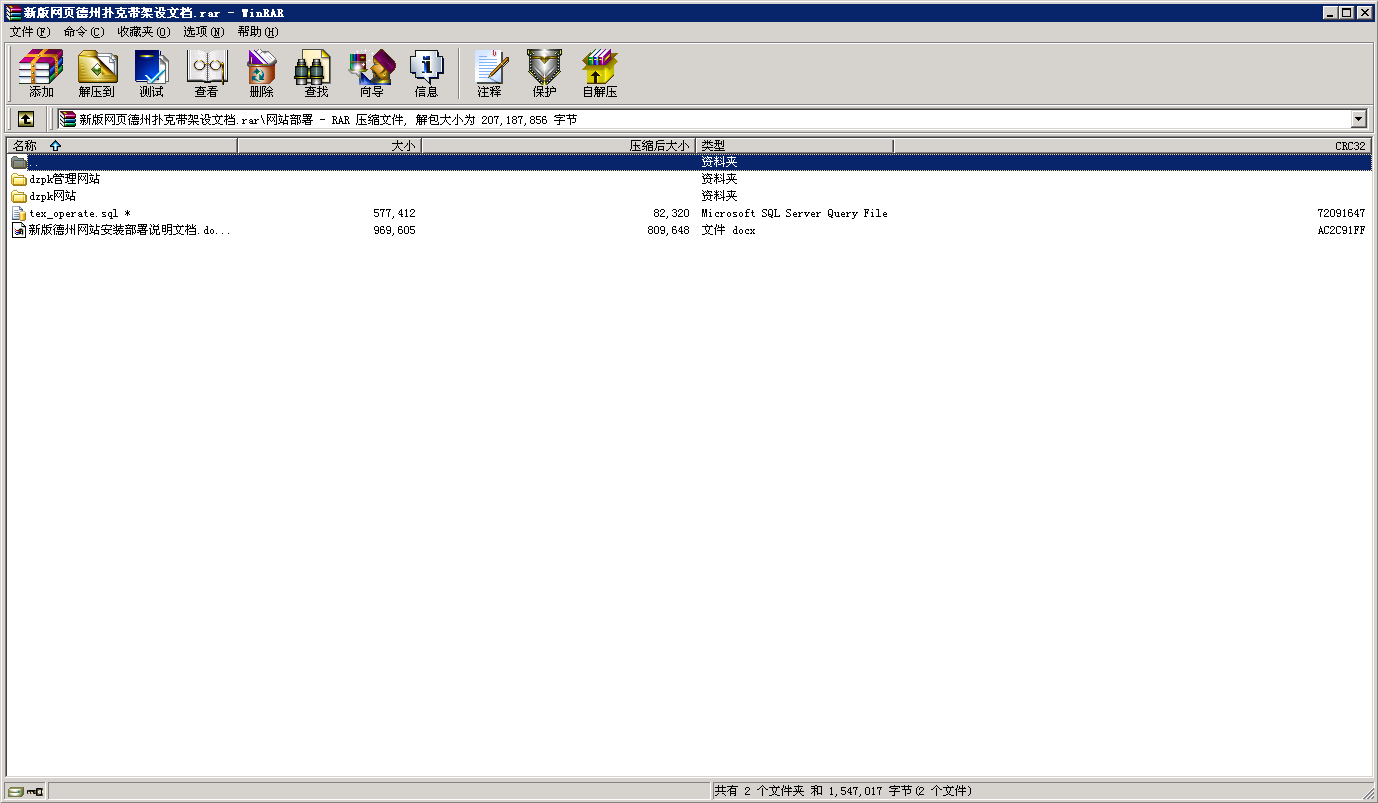 新版网页德州扑克带架设文档.rar - WinRAR
文件(F) 命令(C) 收藏夹(O) 选项(N) 帮助(H)
添加 解压到 测试 查看 删除 查找 向导 信息 注释 保护 自解压
新版网页德州扑克带架设文档.rar\网站部署 - RAR 压缩文件, 解包大小为 207,187,856 字节
名称 大小 压缩后大小 类型 CRC32
.. 资料夹
dzpk管理网站 资料夹
dzpk网站 资料夹
tex_operate.sql * 577,412 82,320 Microsoft SQL Server Query File 72091647
新版德州网站安装部署说明文档.do... 969,605 809,648 文件 docx AC2C91FF
共有 2 个文件夹 和 1,547,017 字节(2 个文件)